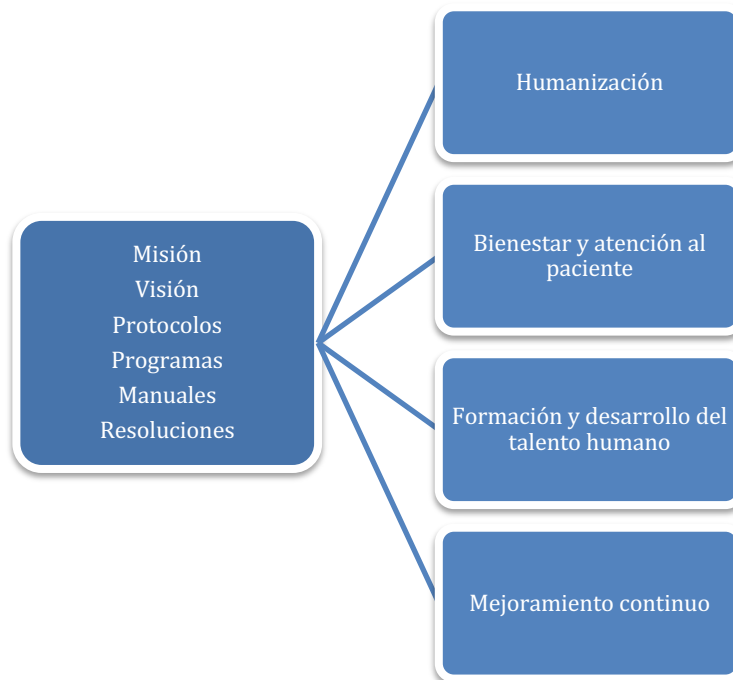 Misión
Visión
Protocolos
Programas
Manuales
Resoluciones
Humanización
Bienestar y atención al
paciente
Formación y desarrollo del
talento humano
Mejoramiento continuo